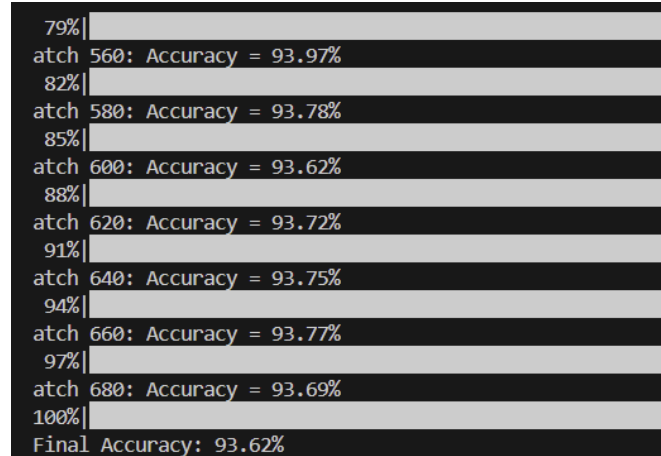 79%|
atch 560: Accuracy = 93.97%
82%|
atch 580: Accuracy = 93.78%
85%|
atch 600: Accuracy = 93.62%
88%|
atch 620: Accuracy = 93.72%
91%|
atch 640: Accuracy = 93.75%
94%|
atch 660: Accuracy = 93.77%
97%|
atch 680: Accuracy = 93.69%
100%|
Final Accuracy: 93.62%